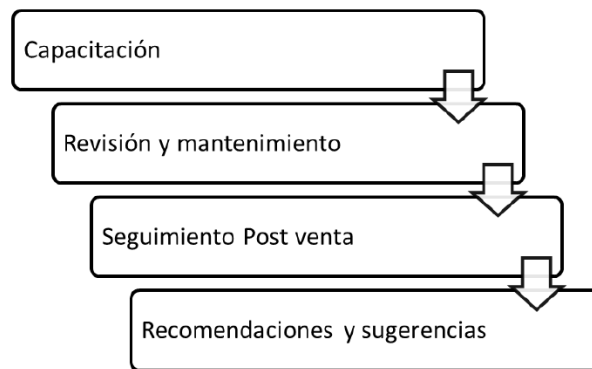 Capacitación
Revisión y mantenimiento
Seguimiento Post venta
Recomendaciones y sugerencias